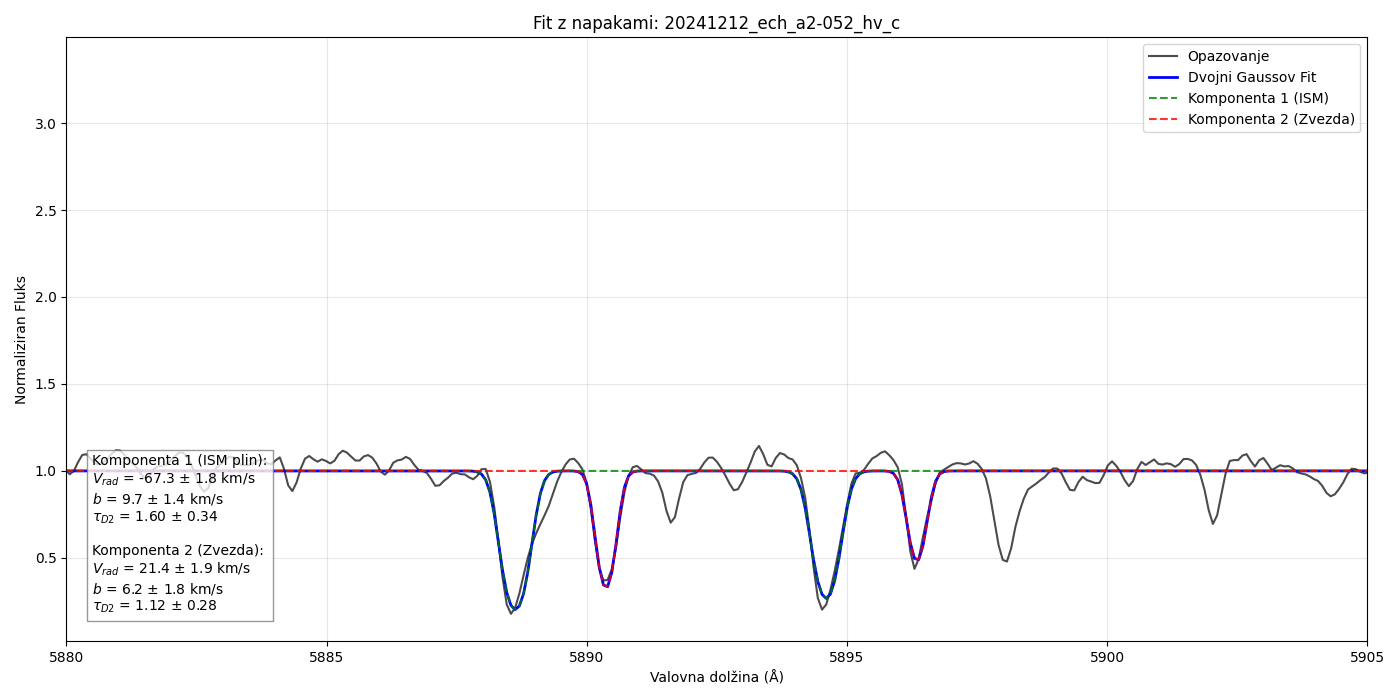 Fit z napakami: 20241212_ech_a2-052_hv_c
Opazovanje
Dvojni Gaussov Fit
Komponenta 1 (ISM)
Komponenta 2 (Zvezda)
Normaliziran Fluks
3.0
2.5
2.0
1.5
1.0
0.5
Komponenta 1 (ISM plin):
V_rad = -67.3 ± 1.8 km/s
b = 9.7 ± 1.4 km/s
τ_D2 = 1.60 ± 0.34
Komponenta 2 (Zvezda):
V_rad = 21.4 ± 1.9 km/s
b = 6.2 ± 1.8 km/s
τ_D2 = 1.12 ± 0.28
5880 5885 5890 5895 5900 5905
Valovna dolžina (Å)